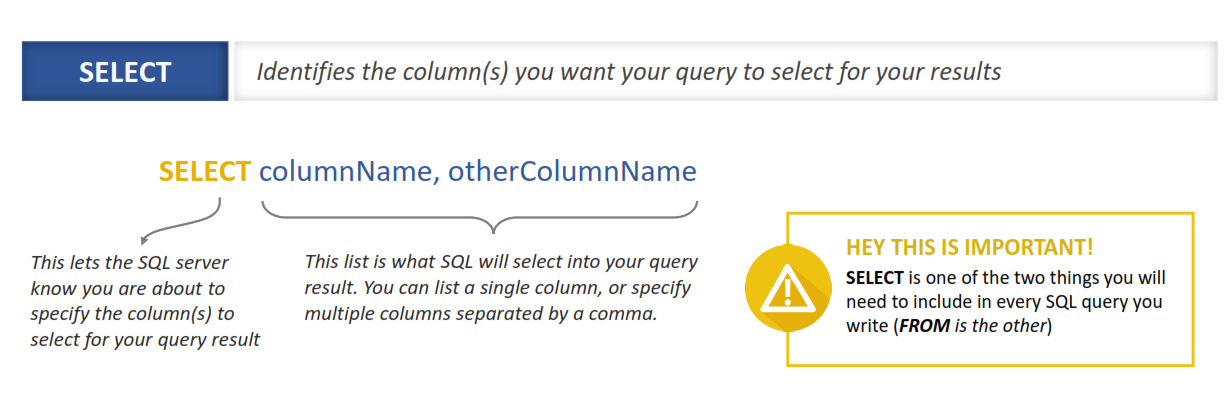 SELECT
Identifies the column(s) you want your query to select for your results
SELECT columnName, otherColumnName
This lets the SQL server
know you are about to
specify the column(s) to
select for your query result
This list is what SQL will select into your query
result. You can list a single column, or specify
multiple columns separated by a comma.
HEY THIS IS IMPORTANT!
SELECT is one of the two things you will
need to include in every SQL query you
write (FROM is the other)